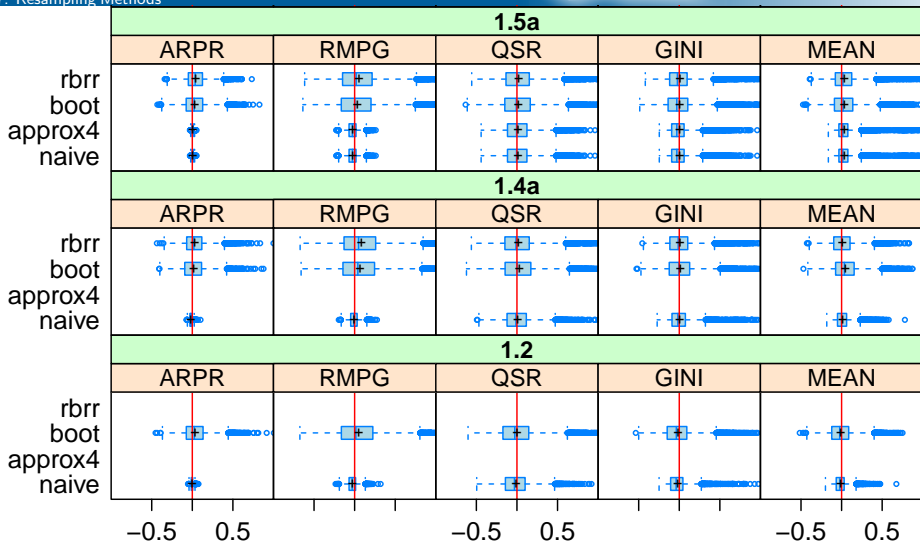 Resampling Methods
1.5a
ARPR RMPG QSR GINI MEAN
rbrr
boot
approx4
naive
1.4a
ARPR RMPG QSR GINI MEAN
rbrr
boot
approx4
naive
1.2
ARPR RMPG QSR GINI MEAN
rbrr
boot
approx4
naive
−0.5 0.5 −0.5 0.5 −0.5 0.5